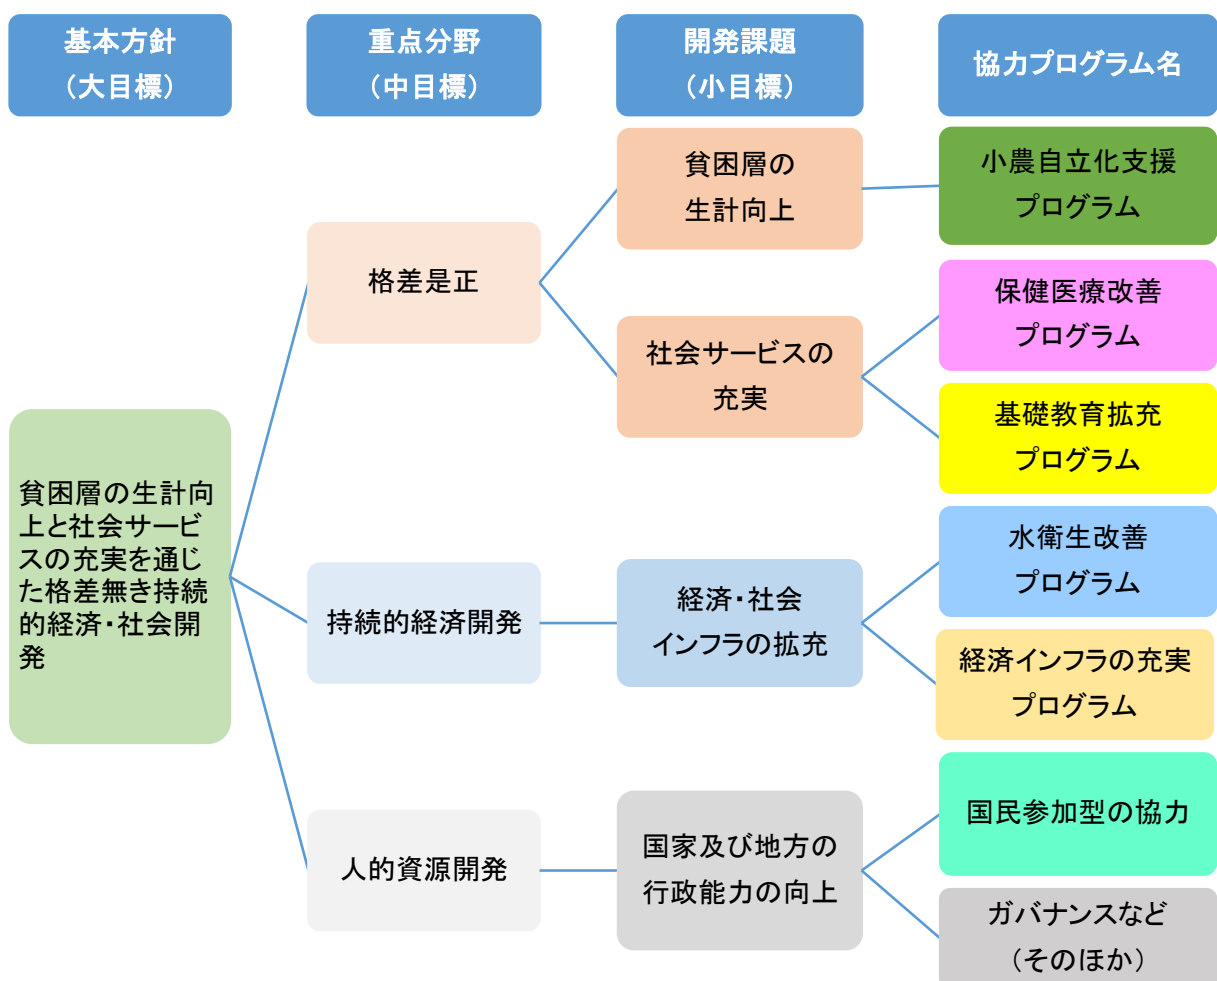 基本方針
（大目標）
重点分野
（中目標）
開発課題
（小目標）
協力プログラム名
貧困層の生計向
上と社会サービ
スの充実を通じ
た格差無き持続
的経済・社会開
発
格差是正
持続的経済開発
人的資源開発
貧困層の
生計向上
社会サービスの
充実
経済・社会
インフラの拡充
国家及び地方の
行政能力の向上
小農自立化支援
プログラム
保健医療改善
プログラム
基礎教育拡充
プログラム
水衛生改善
プログラム
経済インフラの充実
プログラム
国民参加型の協力
ガバナンスなど
（そのほか）